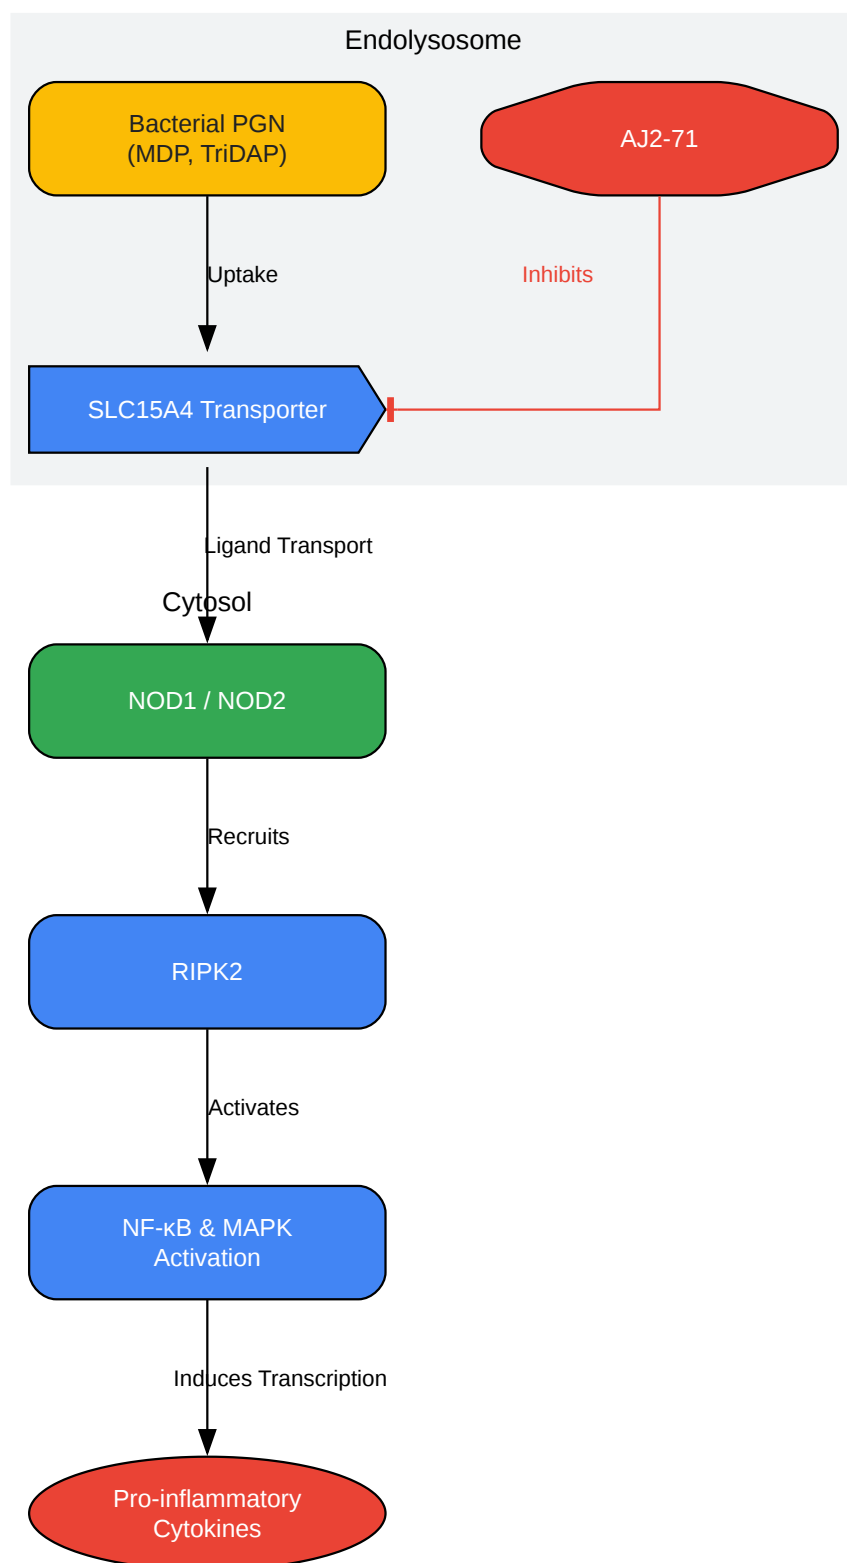 Endolysosome
Bacterial PGN
(MDP, TriDAP)
AJ2-71
Uptake
Inhibits
SLC15A4 Transporter
Ligand Transport
Cytosol
NOD1 / NOD2
Recruits
RIPK2
Activates
NF-κB & MAPK
Activation
Induces Transcription
Pro-inflammatory
Cytokines